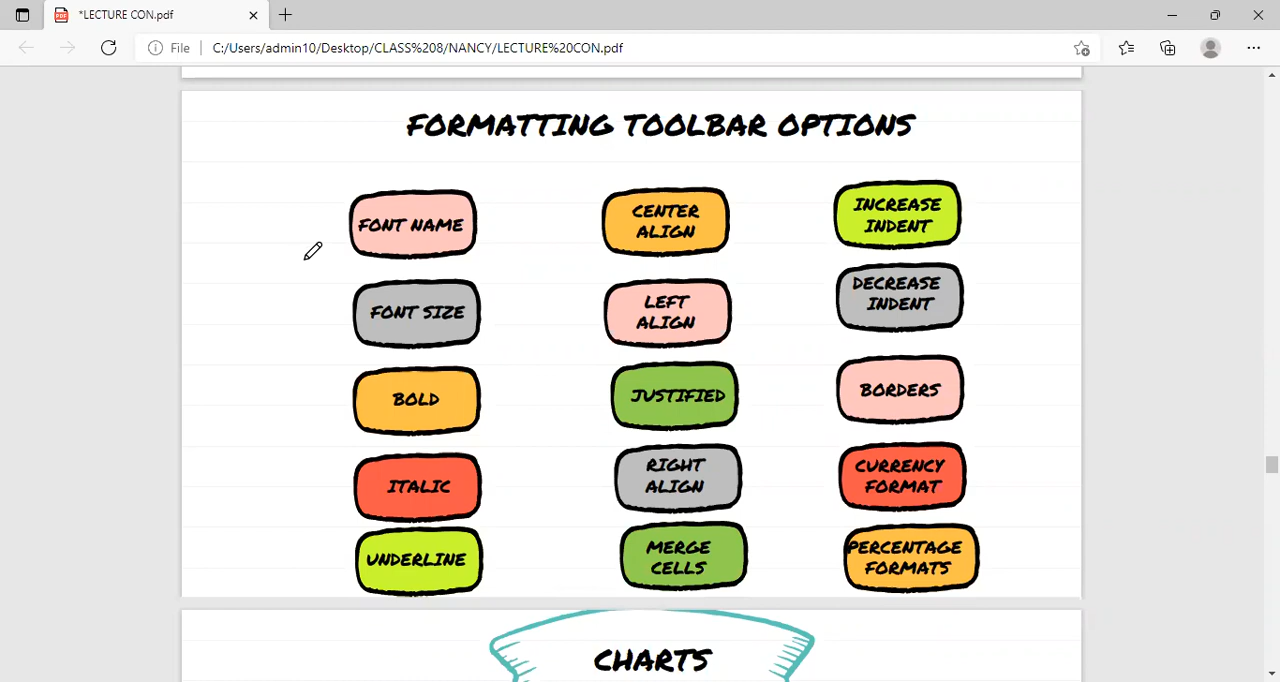 *LECTURE CON.pdf
File
C:/Users/admin10/Desktop/CLASS%208/NANCY/LECTURE%20CON.pdf
FORMATTING TOOLBAR OPTIONS
FONT NAME
FONT SIZE
BOLD
ITALIC
UNDERLINE
CENTER
ALIGN
LEFT
ALIGN
JUSTIFIED
RIGHT
ALIGN
MERGE
CELLS
INCREASE
INDENT
DECREASE
INDENT
BORDERS
CURRENCY
FORMAT
PERCENTAGE
FORMATS
CHARTS